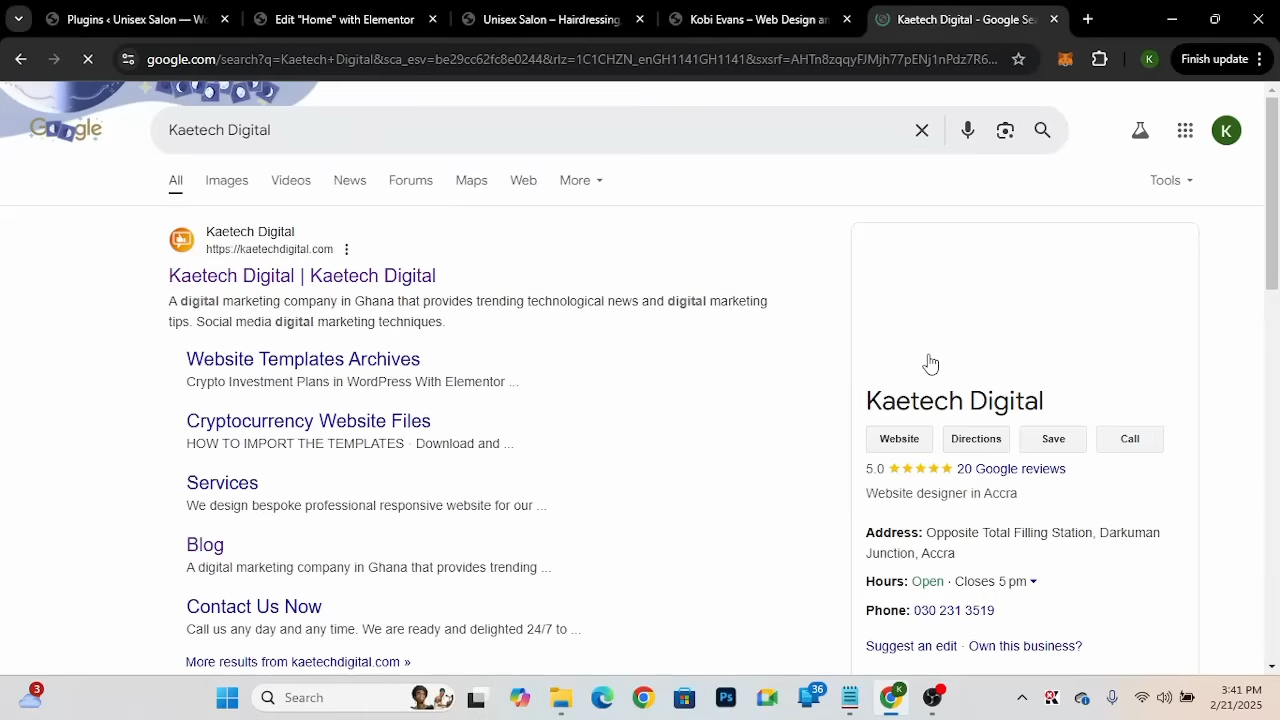 Plugins ‹ Unisex Salon — Wo
Edit "Home" with Elementor
Unisex Salon – Hairdressing
Kobi Evans – Web Design an
Kaetech Digital - Google Se
google.com/search?q=Kaetech+Digital&sca_esv=be29cc62fc8e0244&rlz=1C1CHZN_enGH1141GH1141&sxsrf=AHTn8zqqyFJMjh77pENj1nPdz7R6...
K
Finish update
Google
Kaetech Digital
K
All
Images
Videos
News
Forums
Maps
Web
More
Tools
Kaetech Digital
https://kaetechdigital.com
Kaetech Digital | Kaetech Digital
A digital marketing company in Ghana that provides trending technological news and digital marketing
tips. Social media digital marketing techniques.
Website Templates Archives
Crypto Investment Plans in WordPress With Elementor ...
Cryptocurrency Website Files
HOW TO IMPORT THE TEMPLATES · Download and ...
Services
We design bespoke professional responsive website for our ...
Blog
A digital marketing company in Ghana that provides trending ...
Contact Us Now
Call us any day and any time. We are ready and delighted 24/7 to ...
More results from kaetechdigital.com »
Kaetech Digital
Website
Directions
Save
Call
5.0
20 Google reviews
Website designer in Accra
Address: Opposite Total Filling Station, Darkuman
Junction, Accra
Hours: Open · Closes 5 pm
Phone: 030 231 3519
Suggest an edit · Own this business?
3
Search
36
K
3:41 PM
2/21/2025